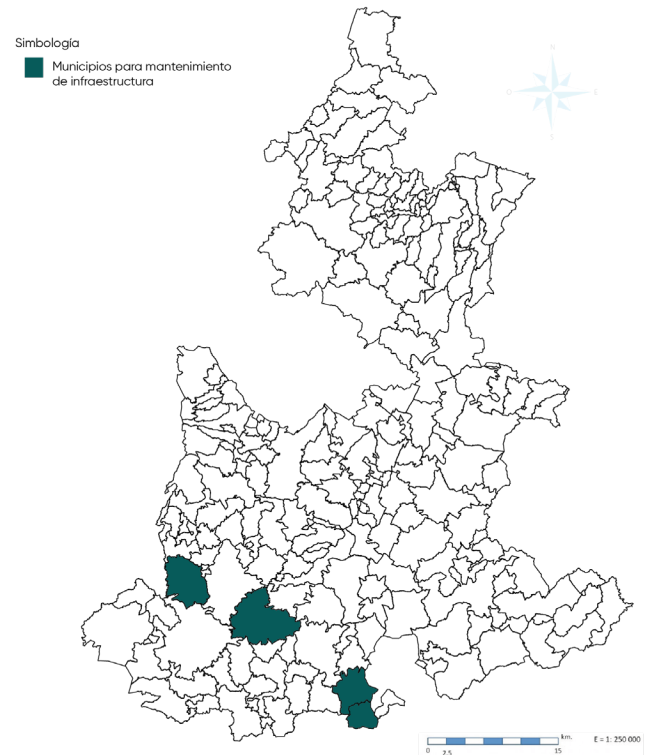 Simbología
Municipios para mantenimiento
de infraestructura
N
O
E
S
km.
E = 1: 250 000
0
2.5
15